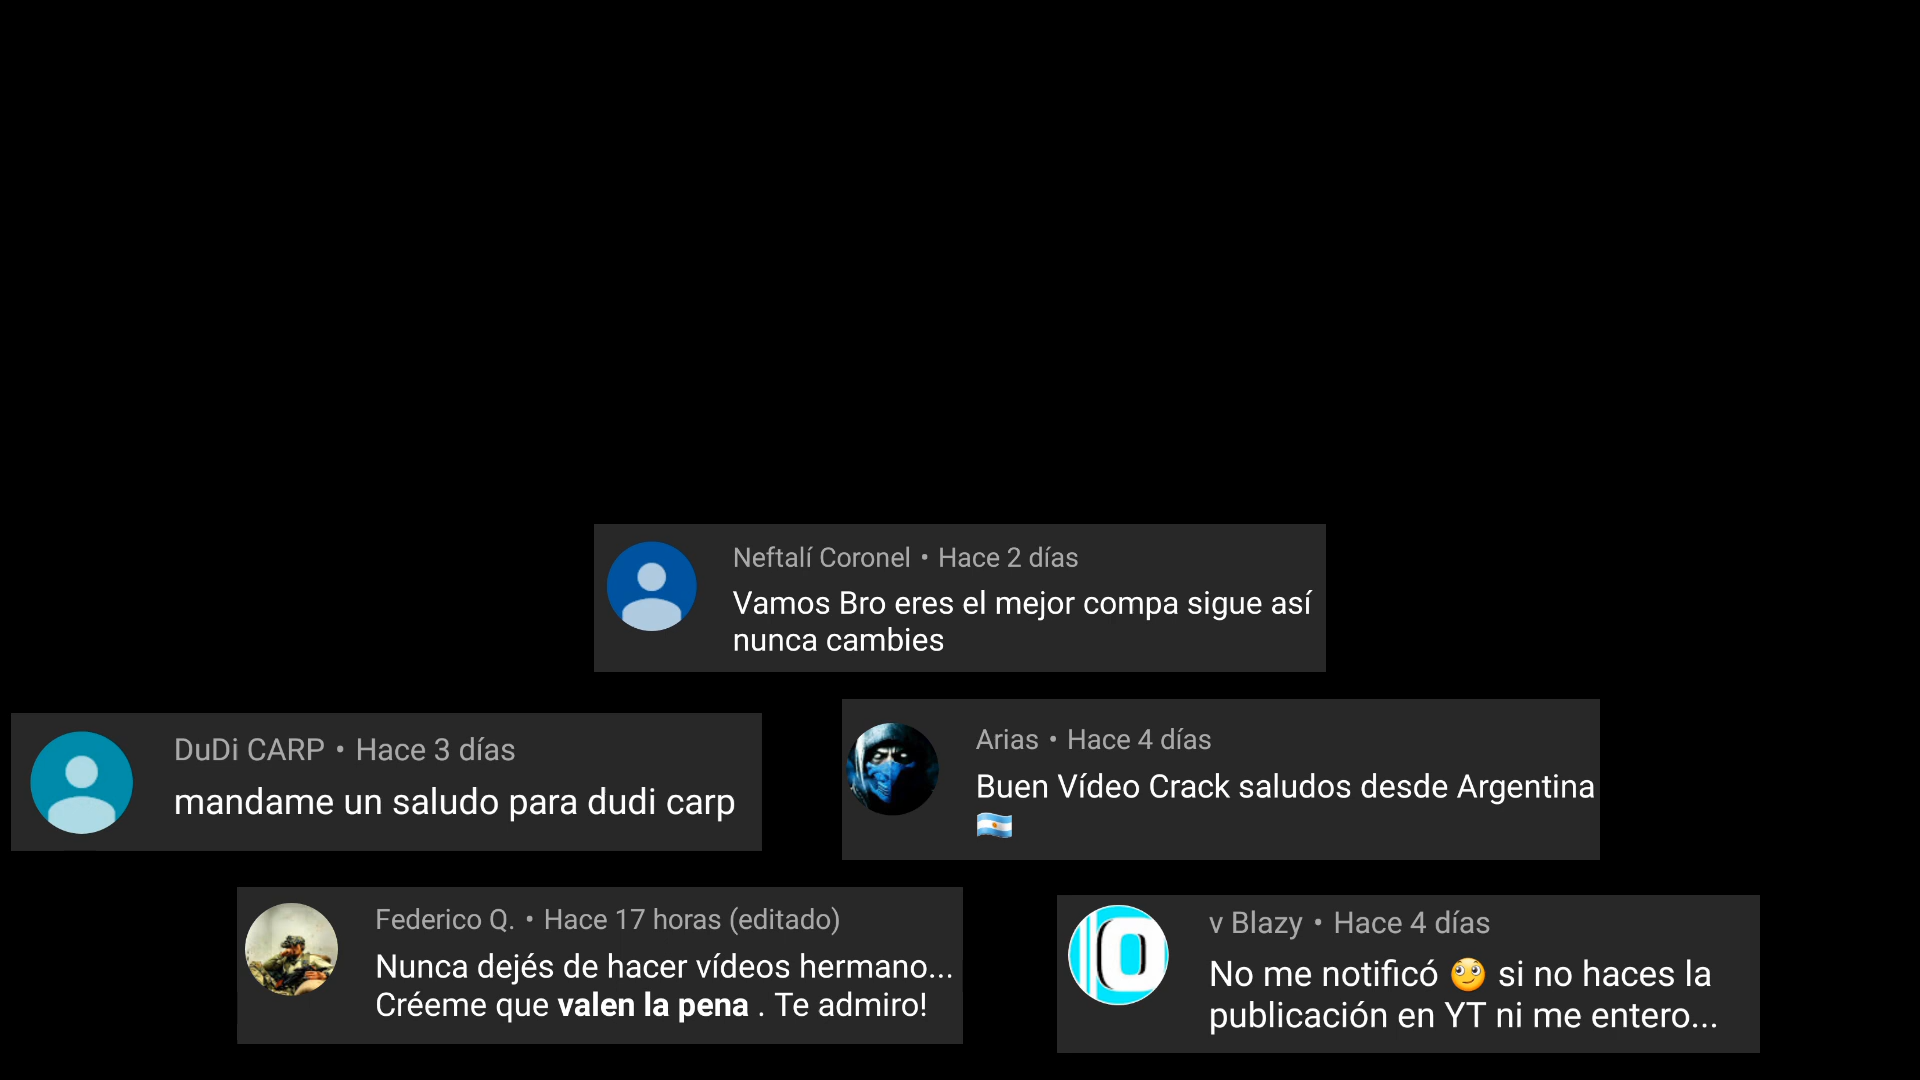 Neftalí Coronel • Hace 2 días
Vamos Bro eres el mejor compa sigue así
nunca cambies
DuDi CARP • Hace 3 días
mandame un saludo para dudi carp
Arias • Hace 4 días
Buen Vídeo Crack saludos desde Argentina
🇦🇷
Federico Q. • Hace 17 horas (editado)
Nunca dejés de hacer vídeos hermano...
Créeme que valen la pena . Te admiro!
v Blazy • Hace 4 días
No me notificó 🙄 si no haces la
publicación en YT ni me entero...